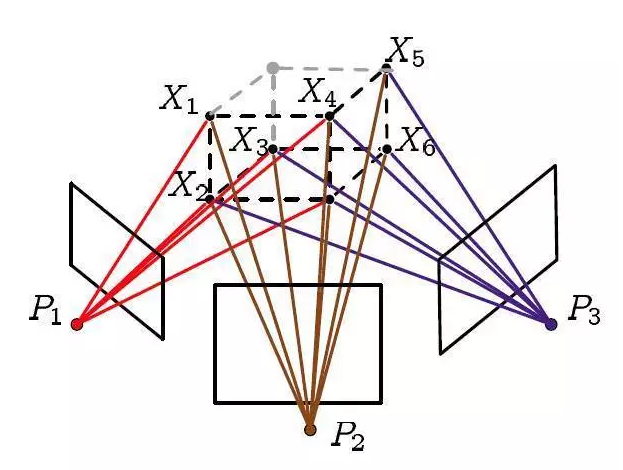 X₅
X₁
X₄
X₃
X₆
X₂
P₁
P₃
P₂